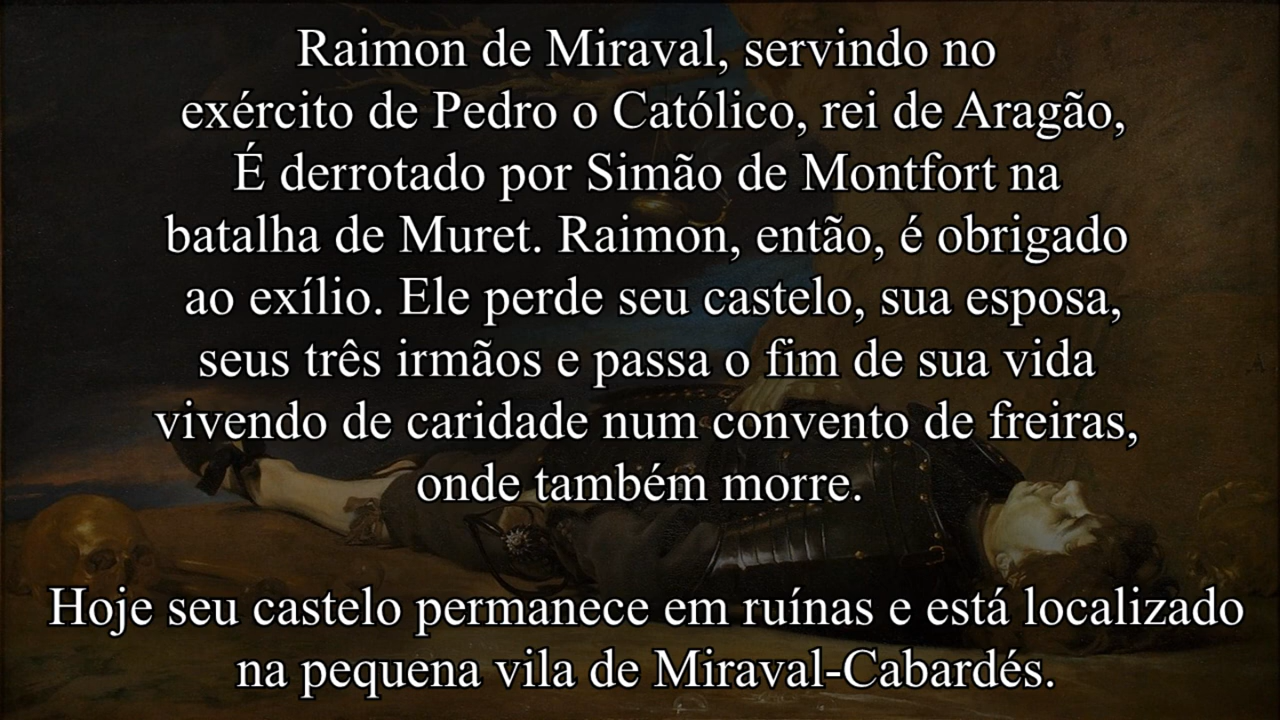 Raimon de Miraval, servindo no
exército de Pedro o Católico, rei de Aragão,
É derrotado por Simão de Montfort na
batalha de Muret. Raimon, então, é obrigado
ao exílio. Ele perde seu castelo, sua esposa,
seus três irmãos e passa o fim de sua vida
vivendo de caridade num convento de freiras,
onde também morre.
Hoje seu castelo permanece em ruínas e está localizado
na pequena vila de Miraval-Cabardés.